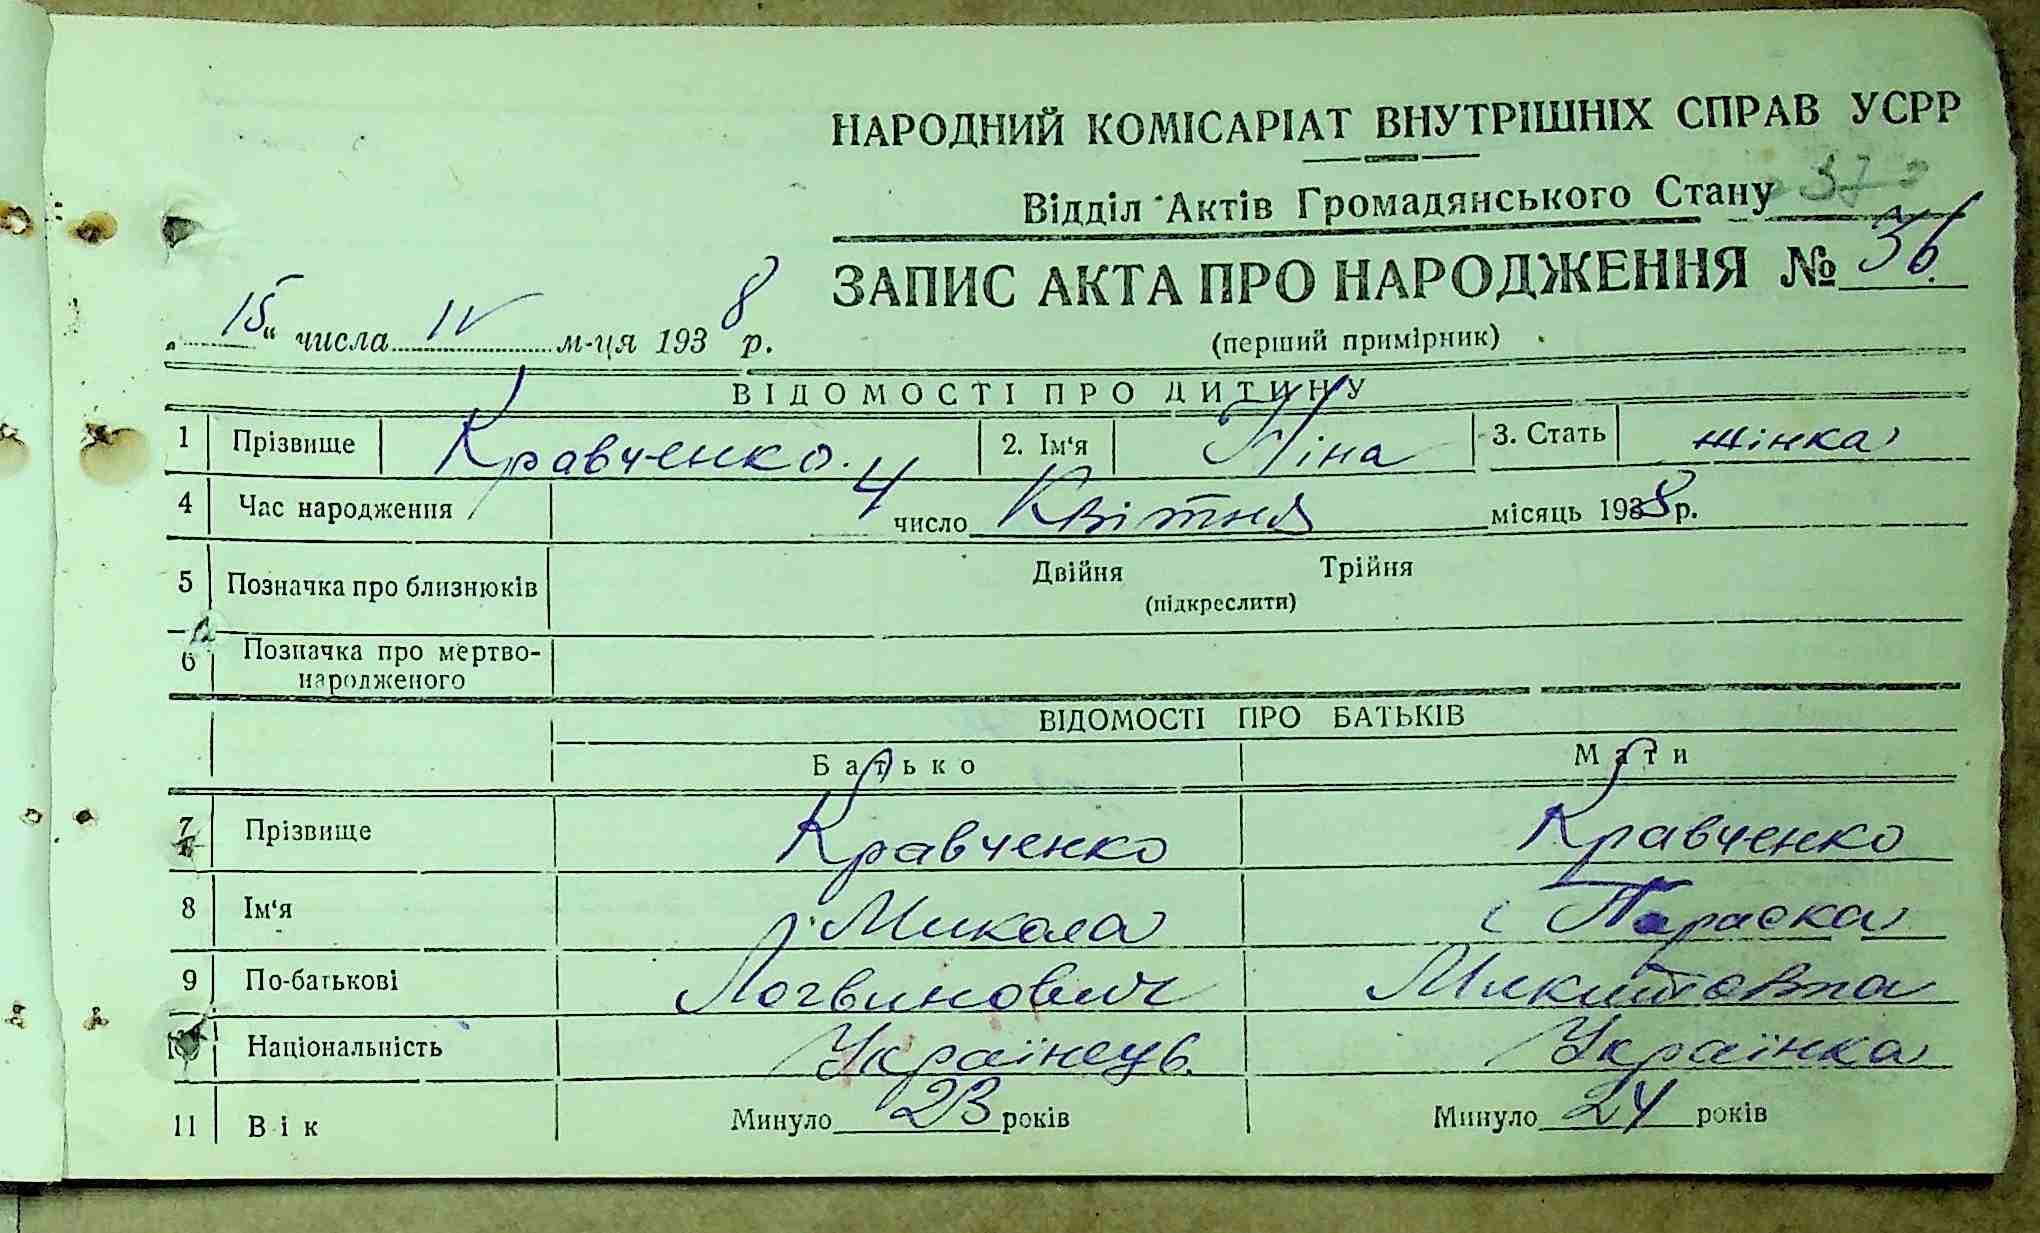 НАРОДНИЙ КОМІСАРІАТ ВНУТРІШНІХ СПРАВ УСРР
Відділ Актів Громадянського Стану 37
ЗАПИС АКТА ПРО НАРОДЖЕННЯ № 36
„15“ числа IV м-ця 1938 р.
(перший примірник)
ВІДОМОСТІ ПРО ДИТИНУ
1 Прізвище Кравченко. 2. Ім‘я Ніна 3. Стать жінка
4 Час народження 4 число Квітня місяць 1938 р.
5 Позначка про близнюків Двійня Трійня
(підкреслити)
6 Позначка про мертво-
народженого
ВІДОМОСТІ ПРО БАТЬКІВ
Батько Мати
7 Прізвище Кравченко Кравченко
8 Ім‘я Микола Параска
9 По-батькові Логвинович Микитовна
10 Національність Українець. Українка
11 Вік Минуло 23 років Минуло 24 років